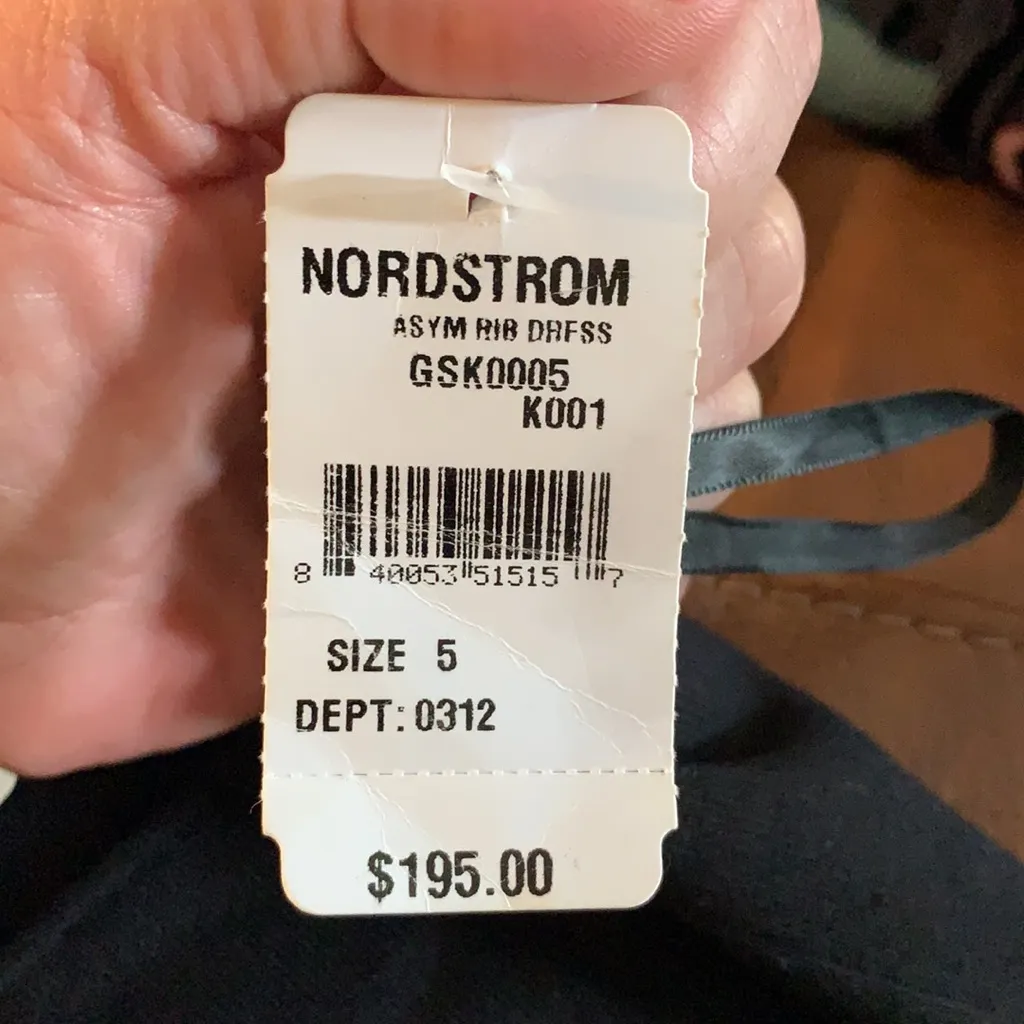 NORDSTROM
ASYM RIB DRESS
GSK0005
K001
8 40053 51515 7
SIZE 5
DEPT: 0312
$195.00